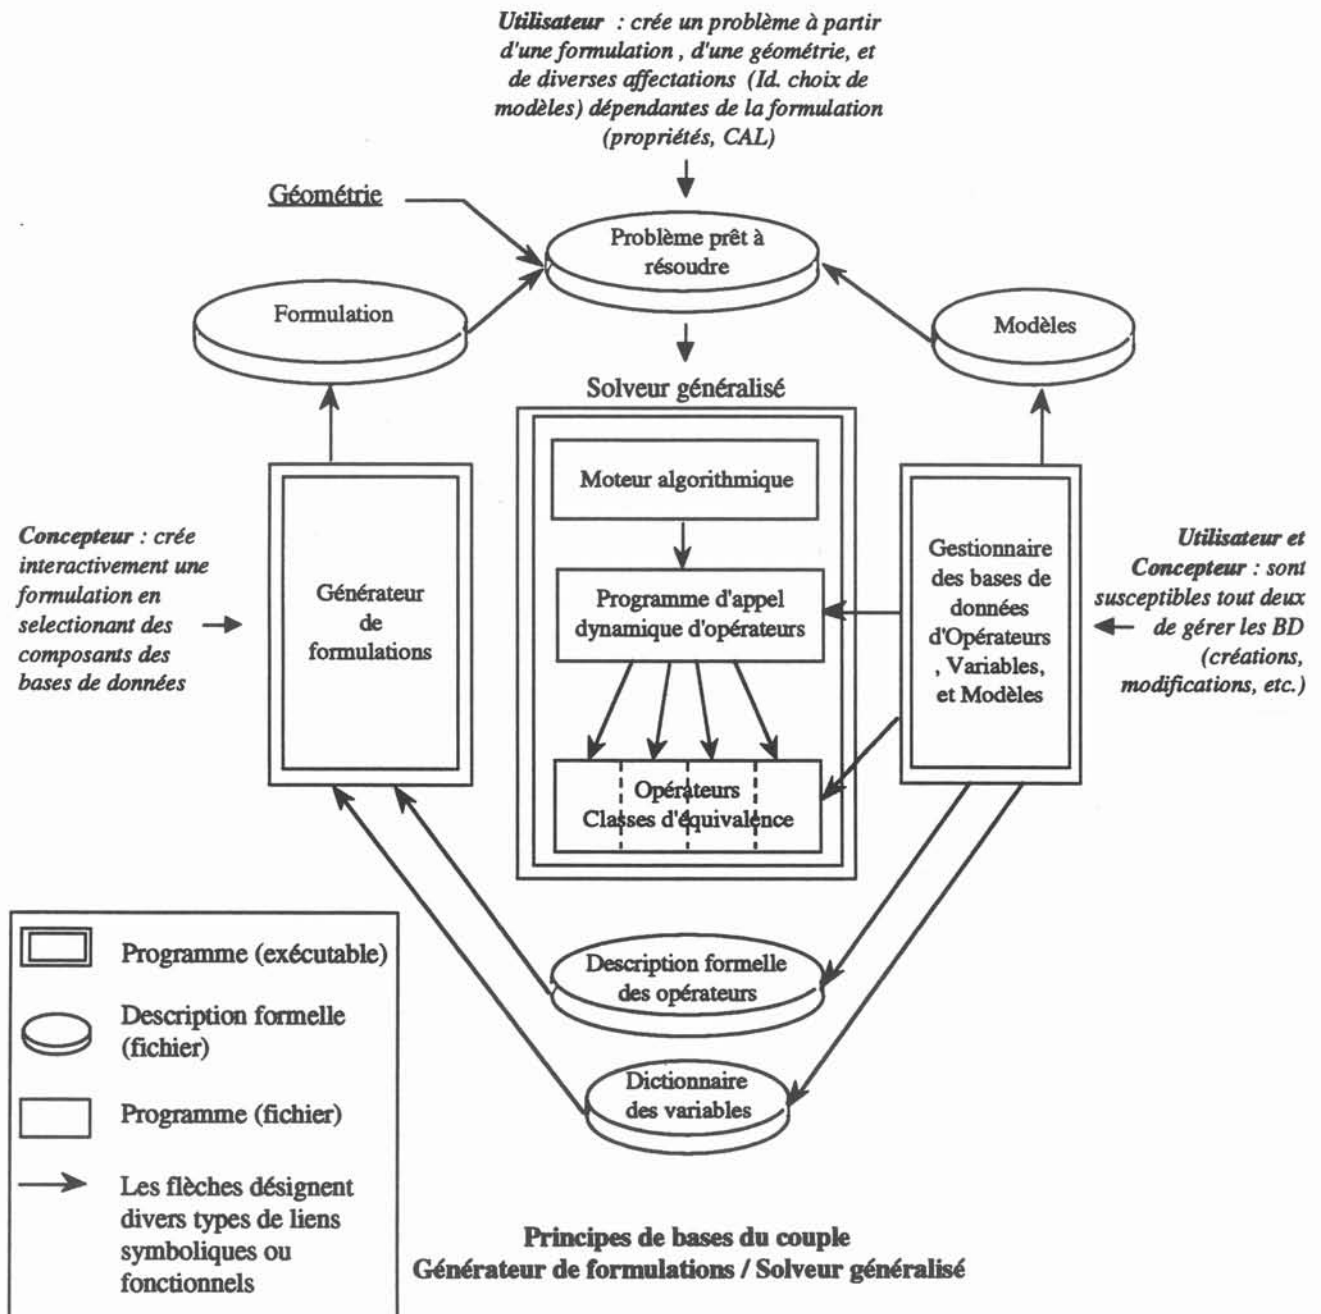 Utilisateur : crée un problème à partir
d'une formulation , d'une géométrie, et
de diverses affectations (Id. choix de
modèles) dépendantes de la formulation
(propriétés, CAL)
Géométrie
Problème prêt à
résoudre
Formulation
Modèles
Solveur généralisé
Moteur algorithmique
Programme d'appel
dynamique d'opérateurs
Opérateurs
Classes d'équivalence
Concepteur : crée
interactivement une
formulation en
selectionant des
composants des
bases de données
Générateur
de
formulations
Gestionnaire
des bases de
données
d'Opérateurs
, Variables,
et Modèles
Utilisateur et
Concepteur : sont
susceptibles tout deux
de gérer les BD
(créations,
modifications, etc.)
Description formelle
des opérateurs
Dictionnaire
des variables
Programme (exécutable)
Description formelle
(fichier)
Programme (fichier)
Les flèches désignent
divers types de liens
symboliques ou
fonctionnels
Principes de bases du couple
Générateur de formulations / Solveur généralisé